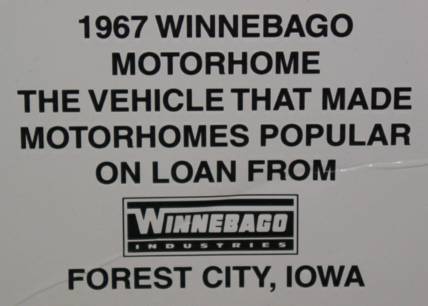 1967 WINNEBAGO
MOTORHOME
THE VEHICLE THAT MADE
MOTORHOMES POPULAR
ON LOAN FROM
WINNEBAGO
INDUSTRIES
FOREST CITY, IOWA